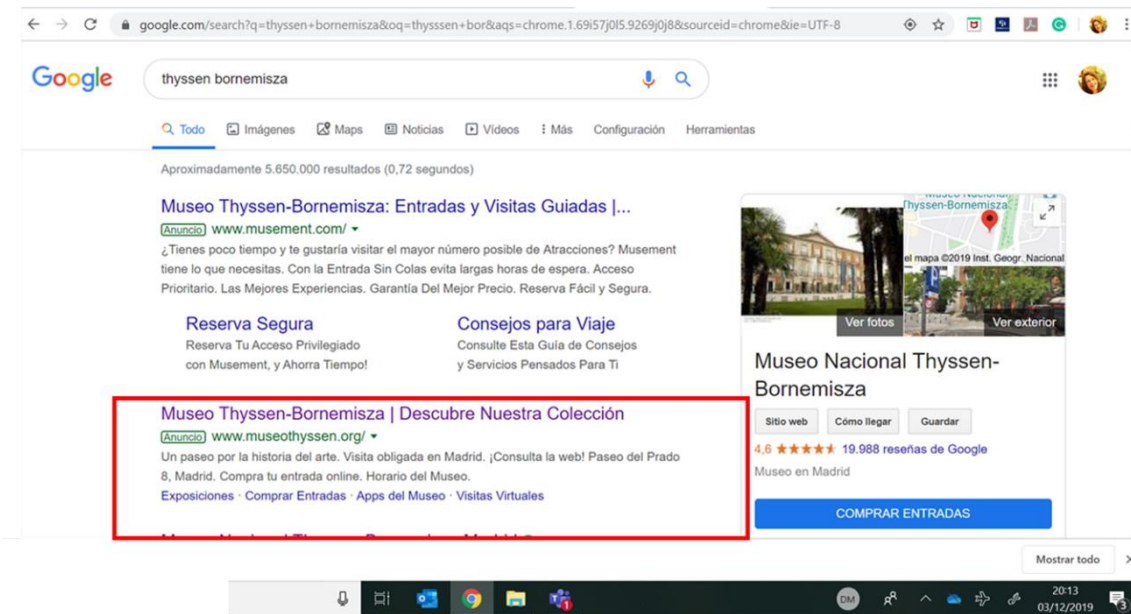 google.com/search?q=thyssen+bornemisza&oq=thysssen+bor&aqs=chrome.1.69i57j0l5.9269j0j8&sourceid=chrome&ie=UTF-8
Google
thyssen bornemisza
Todo Imágenes Maps Noticias Vídeos Más Configuración Herramientas
Aproximadamente 5.650.000 resultados (0,72 segundos)
Museo Thyssen-Bornemisza: Entradas y Visitas Guiadas |...
Anuncio www.musement.com/
¿Tienes poco tiempo y te gustaría visitar el mayor número posible de Atracciones? Musement
tiene lo que necesitas. Con la Entrada Sin Colas evita largas horas de espera. Acceso
Prioritario. Las Mejores Experiencias. Garantía Del Mejor Precio. Reserva Fácil y Segura.
Reserva Segura
Reserva Tu Acceso Privilegiado
con Musement, y Ahorra Tiempo!
Consejos para Viaje
Consulte Esta Guía de Consejos
y Servicios Pensados Para Ti
Museo Thyssen-Bornemisza | Descubre Nuestra Colección
Anuncio www.museothyssen.org/
Un paseo por la historia del arte. Visita obligada en Madrid. ¡Consulta la web! Paseo del Prado
8, Madrid. Compra tu entrada online. Horario del Museo.
Exposiciones · Comprar Entradas · Apps del Museo · Visitas Virtuales
Thyssen-Bornemisza
el mapa ©2019 Inst. Geogr. Nacional
Ver fotos
Ver exterior
Museo Nacional Thyssen-
Bornemisza
Sitio web Cómo llegar Guardar
4,6 19.988 reseñas de Google
Museo en Madrid
COMPRAR ENTRADAS
Mostrar todo
DM
20:13
03/12/2019